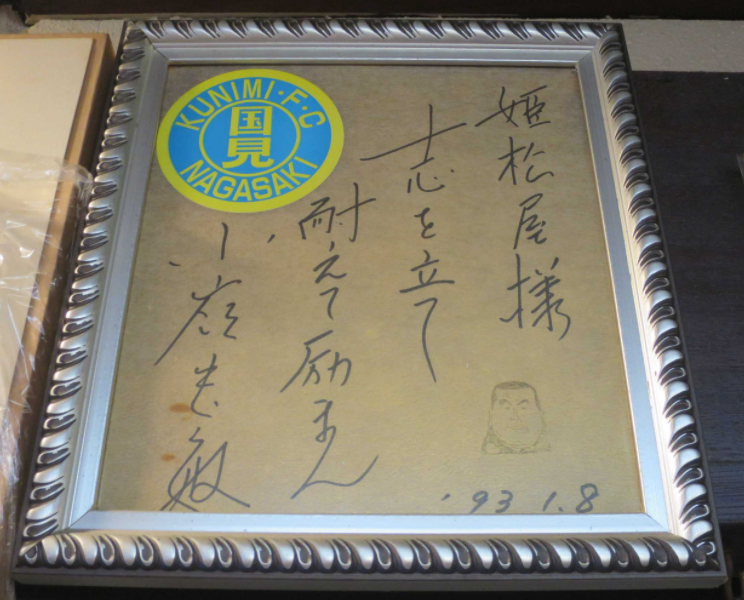 姫松屋様
志を立て
耐えて励まん
小嶺忠敏
'93 1.8
KUNIMI・F・C
国見
NAGASAKI